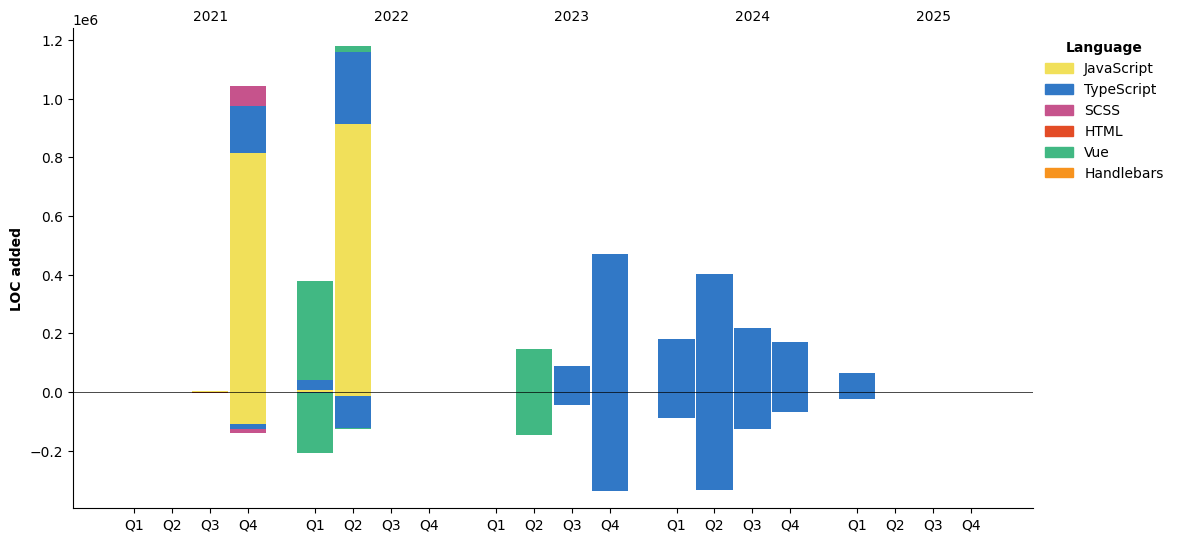 2021 2022 2023 2024 2025
1e6
Language
JavaScript
TypeScript
SCSS
HTML
Vue
Handlebars
LOC added
1.2
1.0
0.8
0.6
0.4
0.2
0.0
−0.2
Q1 Q2 Q3 Q4 Q1 Q2 Q3 Q4 Q1 Q2 Q3 Q4 Q1 Q2 Q3 Q4 Q1 Q2 Q3 Q4